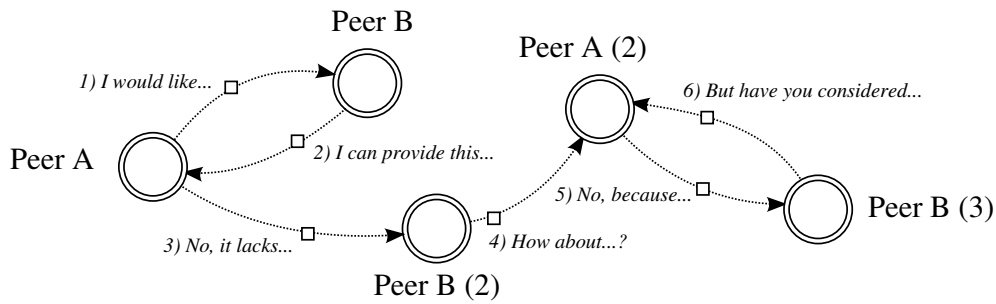 Peer B
1) I would like...
Peer A
2) I can provide this...
3) No, it lacks...
Peer B (2)
4) How about...?
Peer A (2)
5) No, because...
6) But have you considered...
Peer B (3)